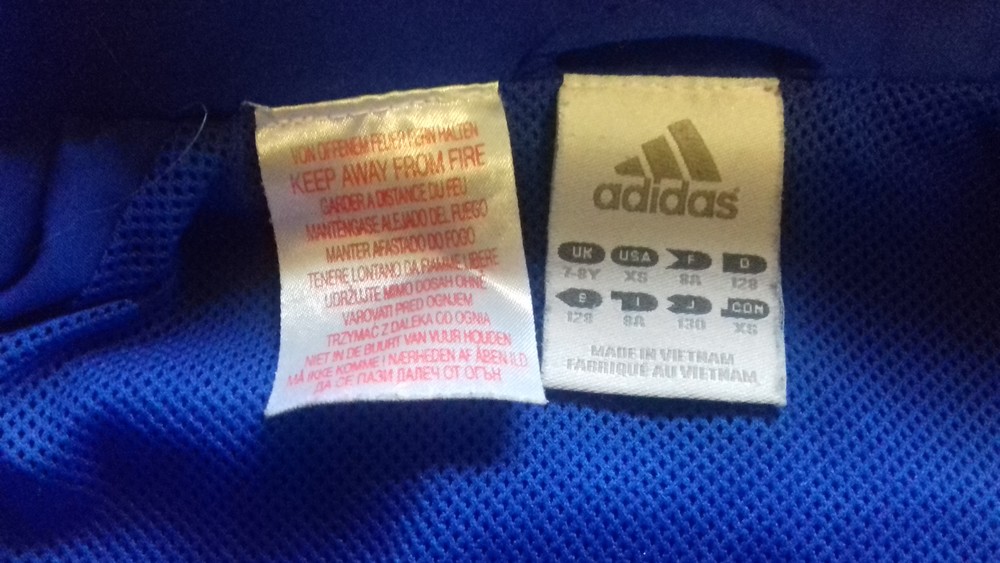 VON OFFENEM FEUER FERN HALTEN
KEEP AWAY FROM FIRE
GARDER A DISTANCE DU FEU
MANTÉNGASE ALEJADO DEL FUEGO
MANTER AFASTADO DO FOGO
TENERE LONTANO DA FIAMME LIBERE
UDRŽUJTE MIMO DOSAH OHNĚ
VAROVATI PRED OGNJEM
TRZYMAĆ Z DALEKA OD OGNIA
NIET IN DE BUURT VAN VUUR HOUDEN
MÅ IKKE KOMME I NÆRHEDEN AF ÅBEN ILD
ДА СЕ ПАЗИ ДАЛЕЧ ОТ ОГЪН
adidas
UK USA F D
7-8Y XS 8A 128
E I J CON
128 8A 130 XS
MADE IN VIETNAM
FABRIQUÉ AU VIETNAM